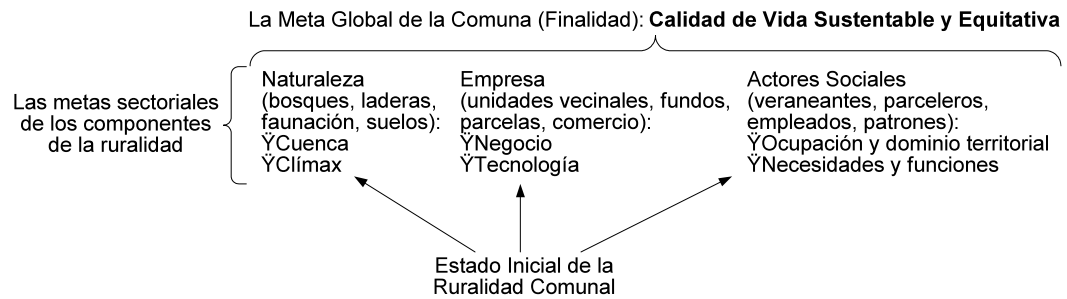 La Meta Global de la Comuna (Finalidad): Calidad de Vida Sustentable y Equitativa
Las metas sectoriales
de los componentes
de la ruralidad
Naturaleza
(bosques, laderas,
faunación, suelos):
ŸCuenca
ŸClímax
Empresa
(unidades vecinales, fundos,
parcelas, comercio):
ŸNegocio
ŸTecnología
Actores Sociales
(veraneantes, parceleros,
empleados, patrones):
ŸOcupación y dominio territorial
ŸNecesidades y funciones
Estado Inicial de la
Ruralidad Comunal